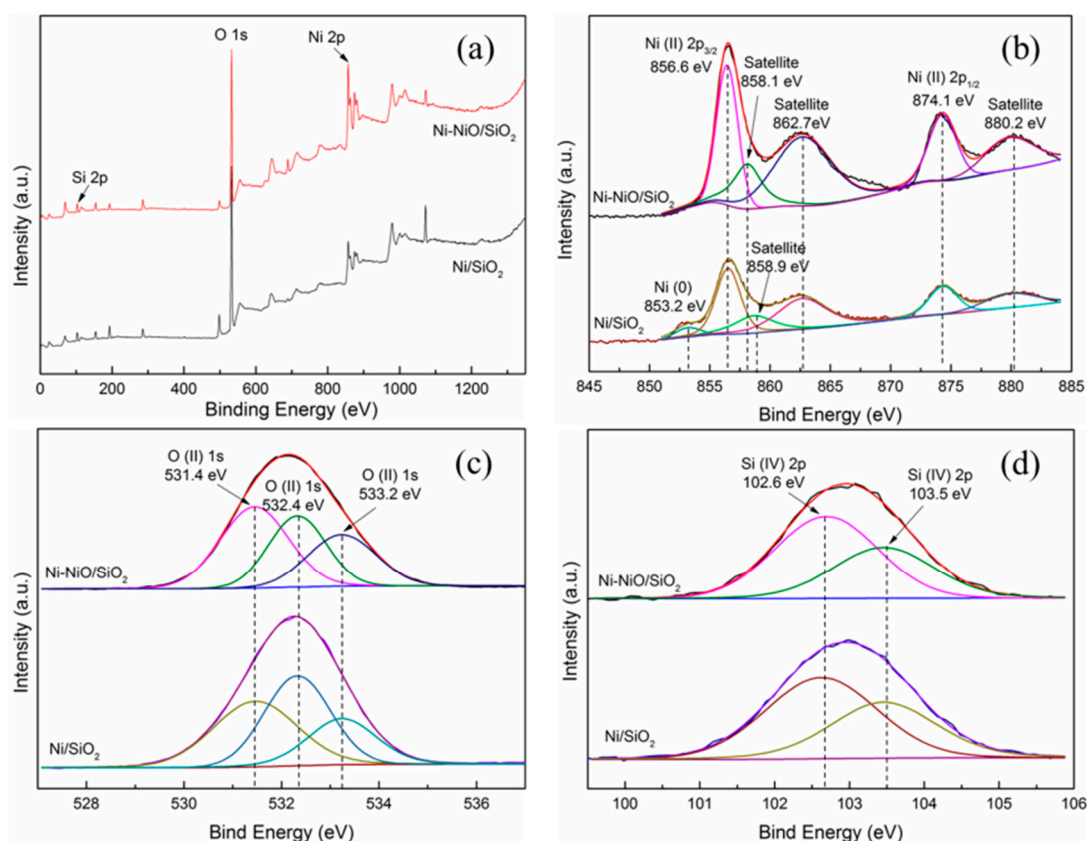 (a)
O 1s
Ni 2p
Ni-NiO/SiO2
Si 2p
Ni/SiO2
Intensity (a.u.)
0 200 400 600 800 1000 1200
Binding Energy (eV)
(b)
Ni (II) 2p3/2
856.6 eV
Satellite
858.1 eV
Satellite
862.7eV
Ni (II) 2p1/2
874.1 eV
Satellite
880.2 eV
Ni-NiO/SiO2
Satellite
858.9 eV
Ni (0)
853.2 eV
Ni/SiO2
Intensity (a.u.)
845 850 855 860 865 870 875 880 885
Bind Energy (eV)
(c)
O (II) 1s
531.4 eV
O (II) 1s
532.4 eV
O (II) 1s
533.2 eV
Ni-NiO/SiO2
Ni/SiO2
Intensity (a.u.)
528 530 532 534 536
Bind Energy (eV)
(d)
Si (IV) 2p
102.6 eV
Si (IV) 2p
103.5 eV
Ni-NiO/SiO2
Ni/SiO2
Intensity (a.u.)
100 101 102 103 104 105 106
Bind Energy (eV)